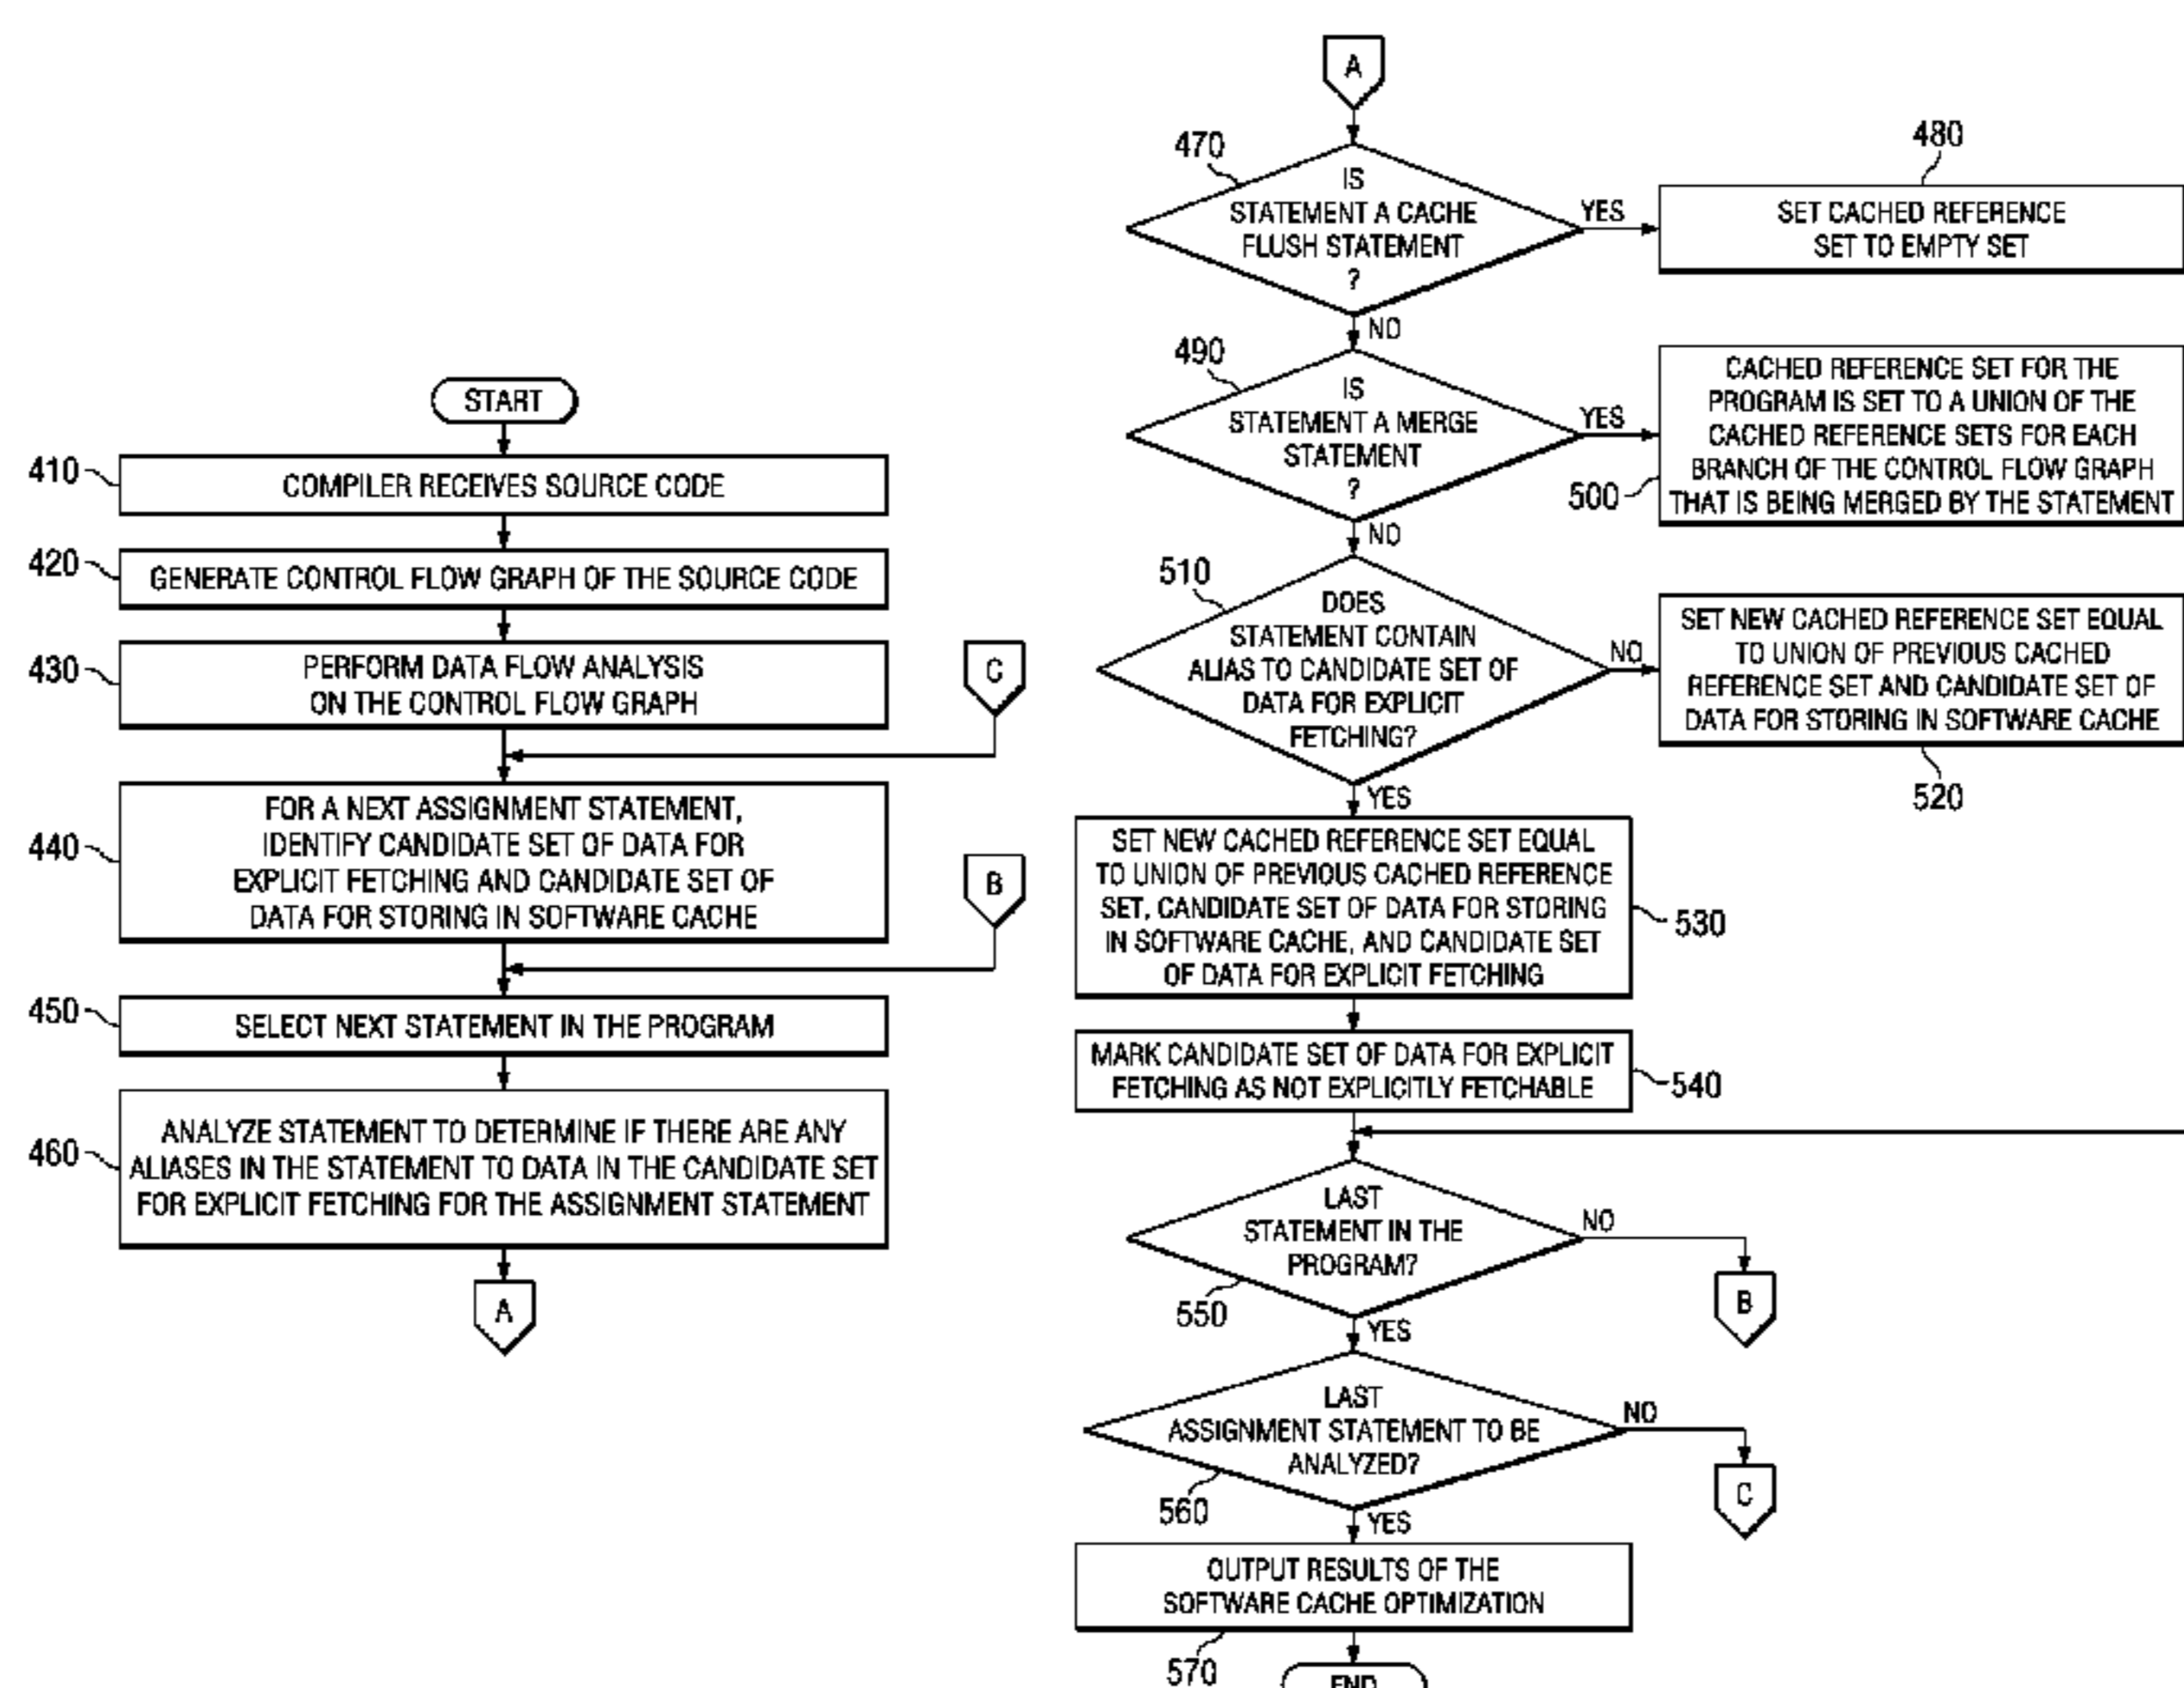 START
410
COMPILER RECEIVES SOURCE CODE
420
GENERATE CONTROL FLOW GRAPH OF THE SOURCE CODE
430
PERFORM DATA FLOW ANALYSIS
ON THE CONTROL FLOW GRAPH
C
440
FOR A NEXT ASSIGNMENT STATEMENT,
IDENTIFY CANDIDATE SET OF DATA FOR
EXPLICIT FETCHING AND CANDIDATE SET OF
DATA FOR STORING IN SOFTWARE CACHE
B
450
SELECT NEXT STATEMENT IN THE PROGRAM
460
ANALYZE STATEMENT TO DETERMINE IF THERE ARE ANY
ALIASES IN THE STATEMENT TO DATA IN THE CANDIDATE SET
FOR EXPLICIT FETCHING FOR THE ASSIGNMENT STATEMENT
A
A
470
IS
STATEMENT A CACHE
FLUSH STATEMENT
?
YES
480
SET CACHED REFERENCE
SET TO EMPTY SET
NO
490
IS
STATEMENT A MERGE
STATEMENT
?
YES
CACHED REFERENCE SET FOR THE
PROGRAM IS SET TO A UNION OF THE
CACHED REFERENCE SETS FOR EACH
BRANCH OF THE CONTROL FLOW GRAPH
THAT IS BEING MERGED BY THE STATEMENT
500
NO
510
DOES
STATEMENT CONTAIN
ALIAS TO CANDIDATE SET OF
DATA FOR EXPLICIT
FETCHING?
NO
SET NEW CACHED REFERENCE SET EQUAL
TO UNION OF PREVIOUS CACHED
REFERENCE SET AND CANDIDATE SET OF
DATA FOR STORING IN SOFTWARE CACHE
520
YES
SET NEW CACHED REFERENCE SET EQUAL
TO UNION OF PREVIOUS CACHED REFERENCE
SET, CANDIDATE SET OF DATA FOR STORING
IN SOFTWARE CACHE, AND CANDIDATE SET
OF DATA FOR EXPLICIT FETCHING
530
MARK CANDIDATE SET OF DATA FOR EXPLICIT
FETCHING AS NOT EXPLICITLY FETCHABLE
540
LAST
STATEMENT IN THE
PROGRAM?
550
NO
B
YES
LAST
ASSIGNMENT STATEMENT TO BE
ANALYZED?
560
NO
C
YES
OUTPUT RESULTS OF THE
SOFTWARE CACHE OPTIMIZATION
570
END